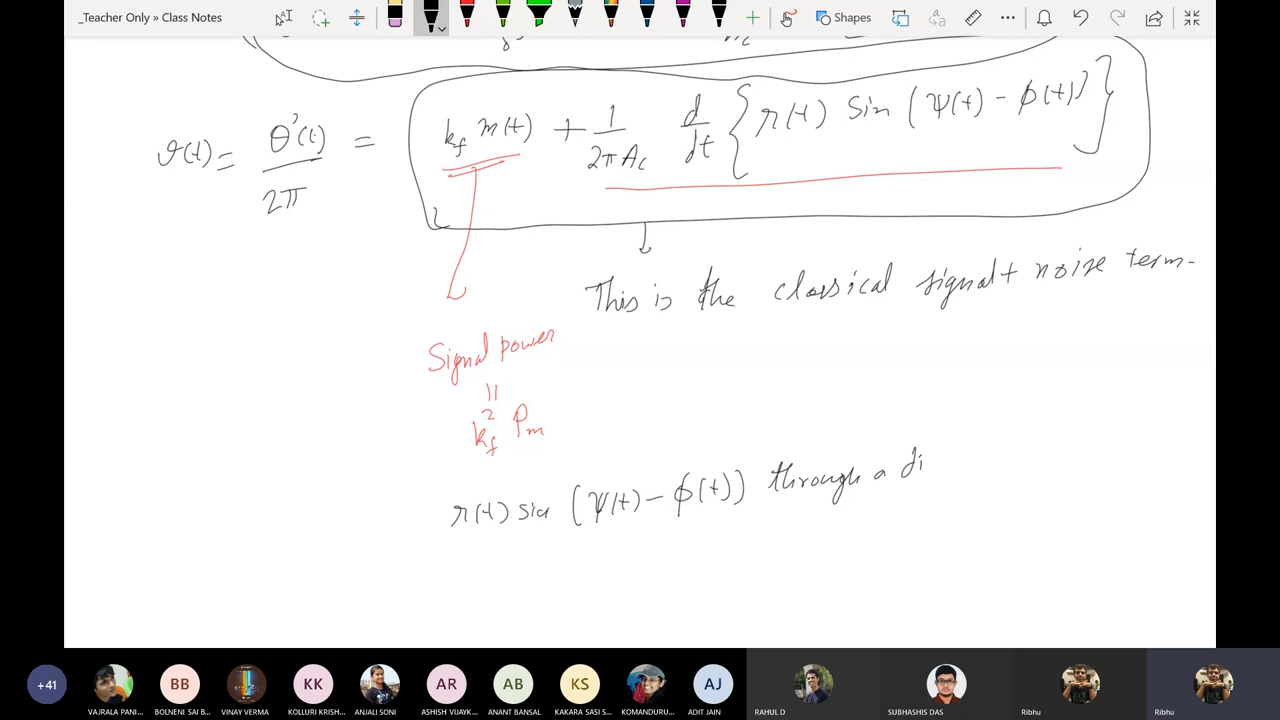 _Teacher Only » Class Notes
Shapes
v(t) = θ'(t) / 2π = k_f m(t) + 1 / 2πA_c d/dt { r(t) Sin (ψ(t) - φ(t)) }
This is the classical signal + noise term.
Signal power
||
k_f² P_m
r(t) sin (ψ(t) - φ(t)) through a di
+41
BB
KK
AR
AB
KS
AJ
VAJRALA PANI...
BOLNENI SAI B...
VINAY VERMA
KOLLURI KRISH...
ANJALI SONI
ASHISH VIJAYK...
ANANT BANSAL
KAKARA SASI S...
KOMANDURU...
ADIT JAIN
RAHUL D
SUBHASHIS DAS
Ribhu
Ribhu